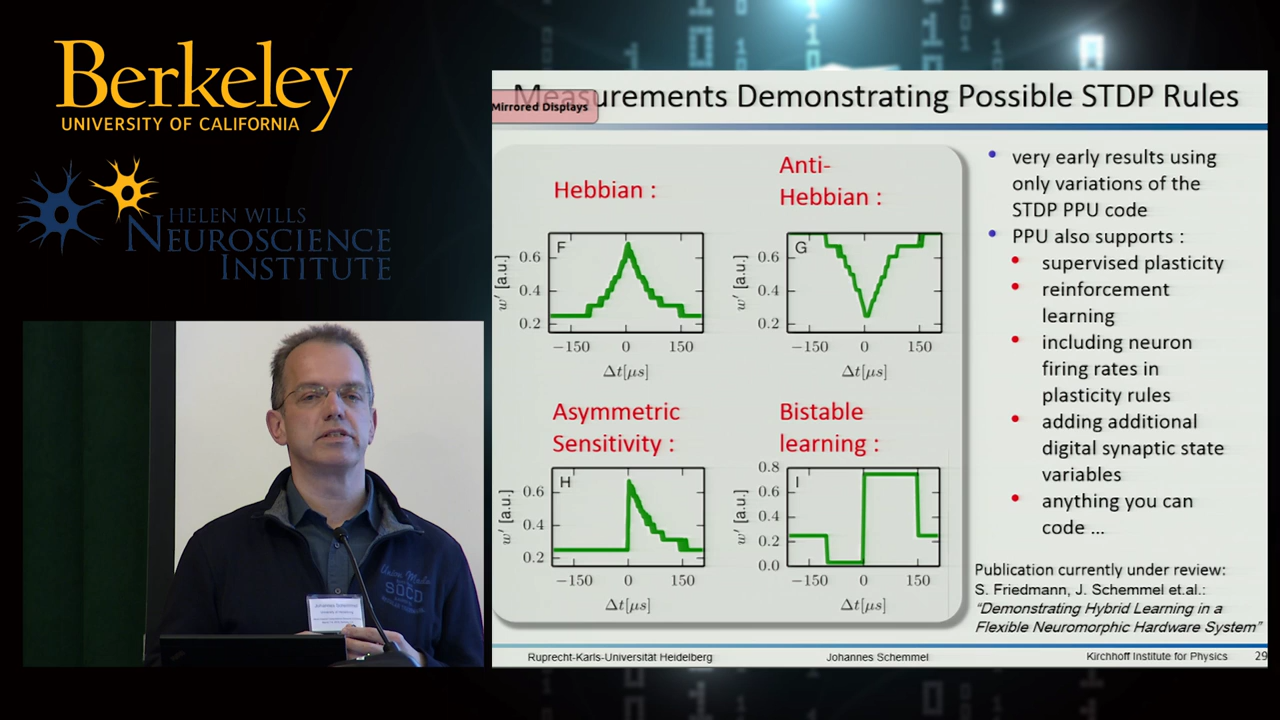 Berkeley
UNIVERSITY OF CALIFORNIA
HELEN WILLS
NEUROSCIENCE
INSTITUTE
Measurements Demonstrating Possible STDP Rules
Mirrored Displays
Hebbian :
F
w' [a.u.]
0.6
0.4
0.2
−150 0 150
Δt[μs]
Anti-
Hebbian :
G
w' [a.u.]
0.6
0.4
0.2
−150 0 150
Δt[μs]
Asymmetric
Sensitivity :
H
w' [a.u.]
0.6
0.4
0.2
−150 0 150
Δt[μs]
Bistable
learning :
I
w' [a.u.]
0.8
0.6
0.4
0.2
0.0
−150 0 150
Δt[μs]
• very early results using
only variations of the
STDP PPU code
• PPU also supports :
• supervised plasticity
• reinforcement
learning
• including neuron
firing rates in
plasticity rules
• adding additional
digital synaptic state
variables
• anything you can
code ...
Publication currently under review:
S. Friedmann, J. Schemmel et.al.:
“Demonstrating Hybrid Learning in a
Flexible Neuromorphic Hardware System”
Ruprecht-Karls-Universität Heidelberg
Johannes Schemmel
Kirchhoff Institute for Physics
29
Johannes Schemmel
SOCD